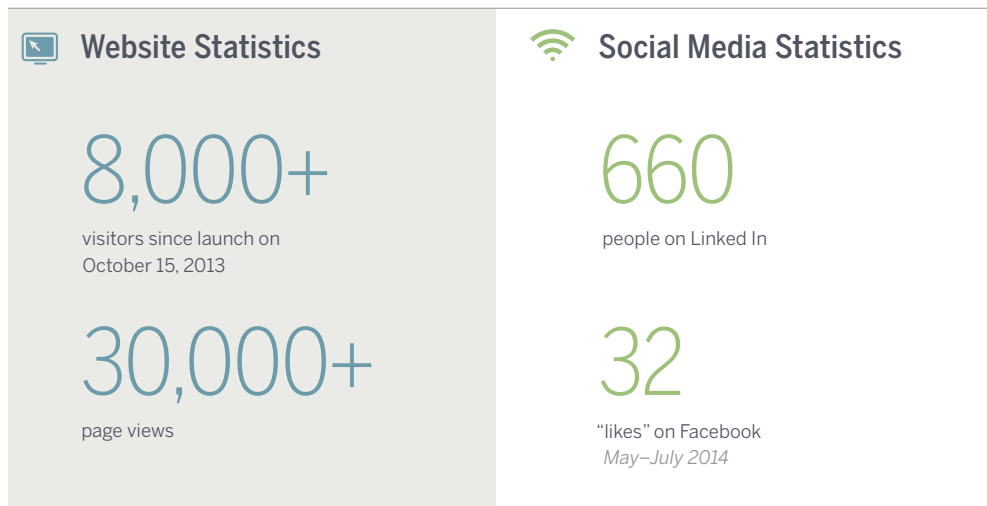 Website Statistics
8,000+
visitors since launch on
October 15, 2013
30,000+
page views
Social Media Statistics
660
people on Linked In
32
“likes” on Facebook
May–July 2014